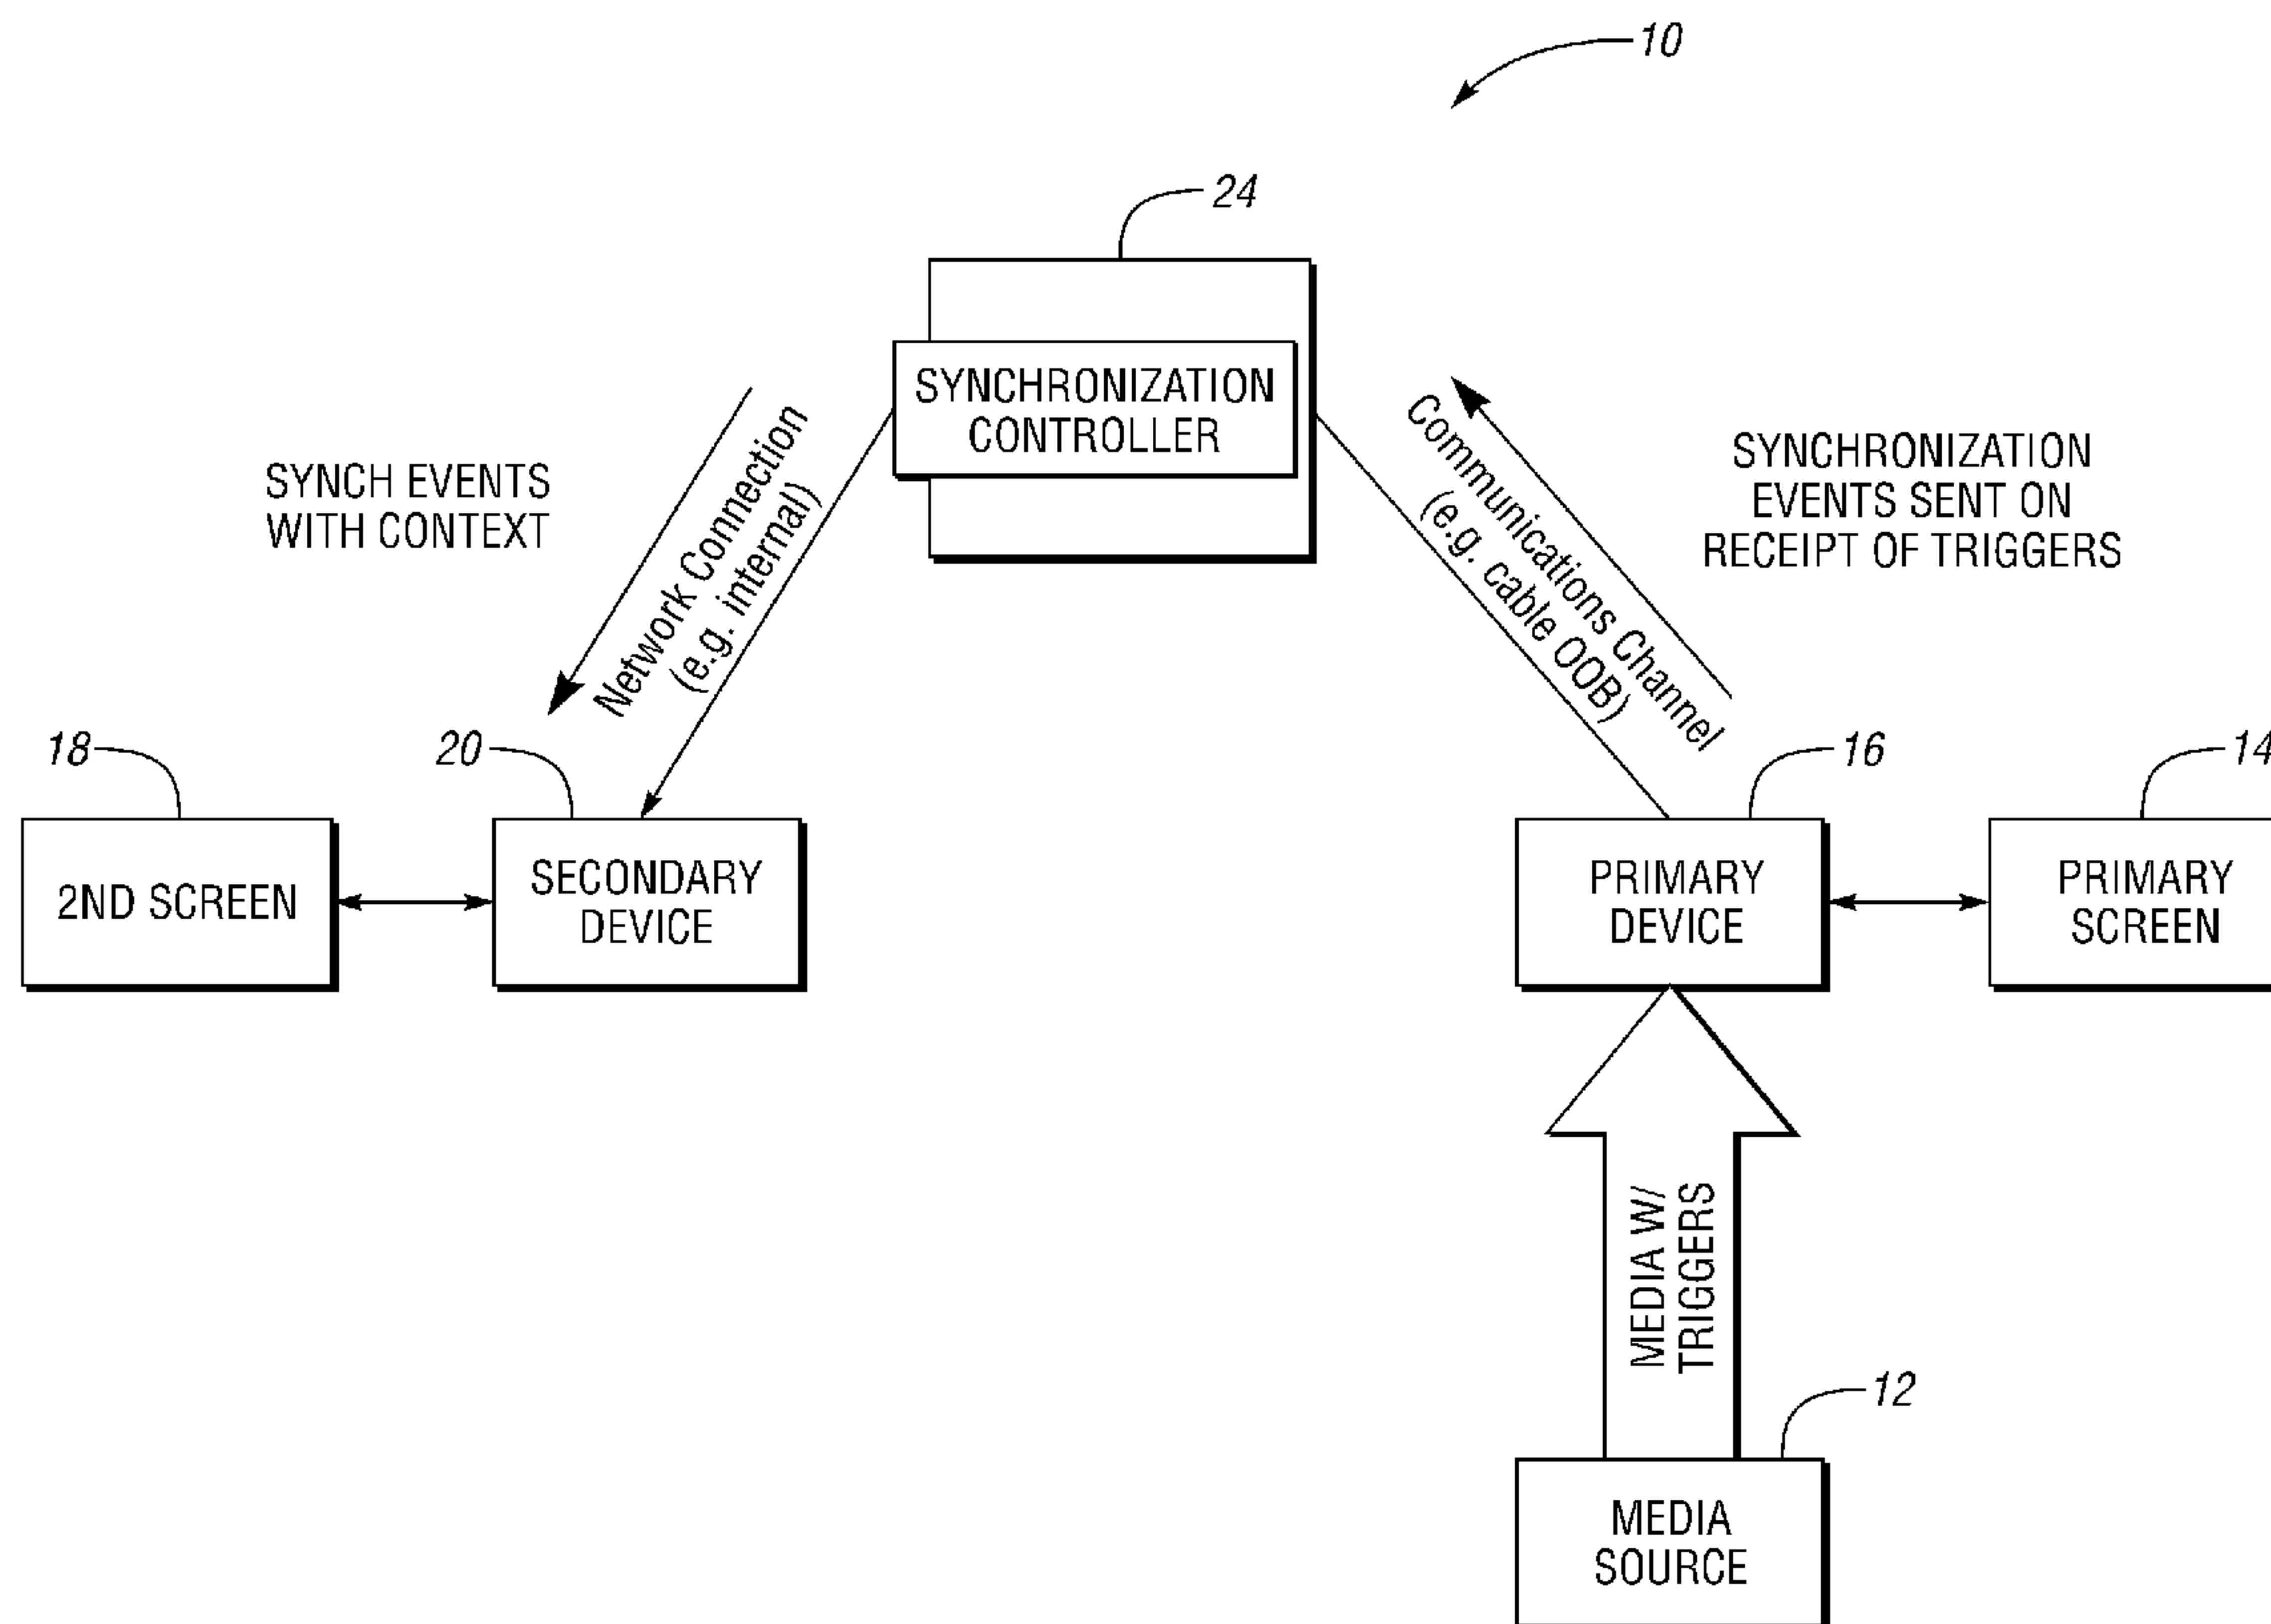 10
24
SYNCHRONIZATION
CONTROLLER
SYNCH EVENTS
WITH CONTEXT
Network Connection
(e.g. internal)
Communications Channel
(e.g. cable OOB)
SYNCHRONIZATION
EVENTS SENT ON
RECEIPT OF TRIGGERS
18
20
16
14
2ND SCREEN
SECONDARY
DEVICE
PRIMARY
DEVICE
PRIMARY
SCREEN
MEDIA W/
TRIGGERS
12
MEDIA
SOURCE